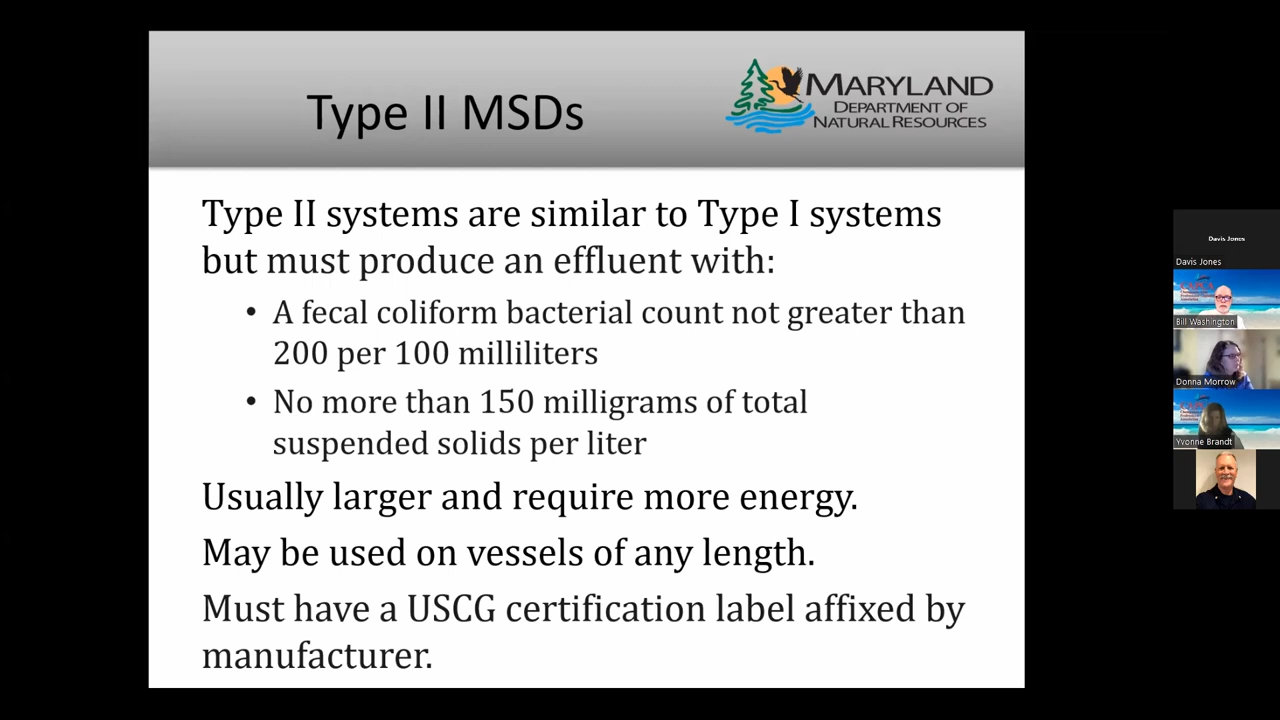 Type II MSDs
MARYLAND
DEPARTMENT OF
NATURAL RESOURCES
Type II systems are similar to Type I systems
but must produce an effluent with:
• A fecal coliform bacterial count not greater than
200 per 100 milliliters
• No more than 150 milligrams of total
suspended solids per liter
Usually larger and require more energy.
May be used on vessels of any length.
Must have a USCG certification label affixed by
manufacturer.
Davis Jones
Davis Jones
Bill Washington
Donna Morrow
Yvonne Brandt